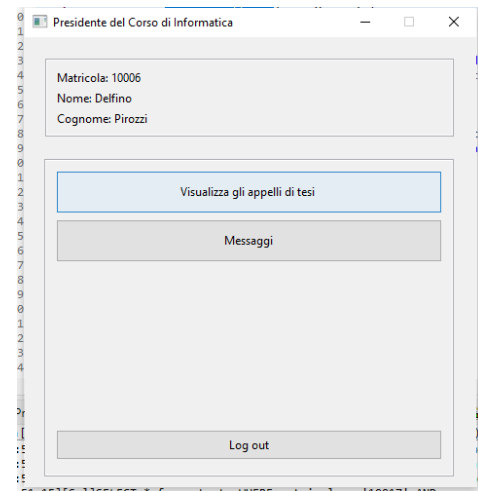 Presidente del Corso di Informatica
Matricola: 10006
Nome: Delfino
Cognome: Pirozzi
Visualizza gli appelli di tesi
Messaggi
Log out